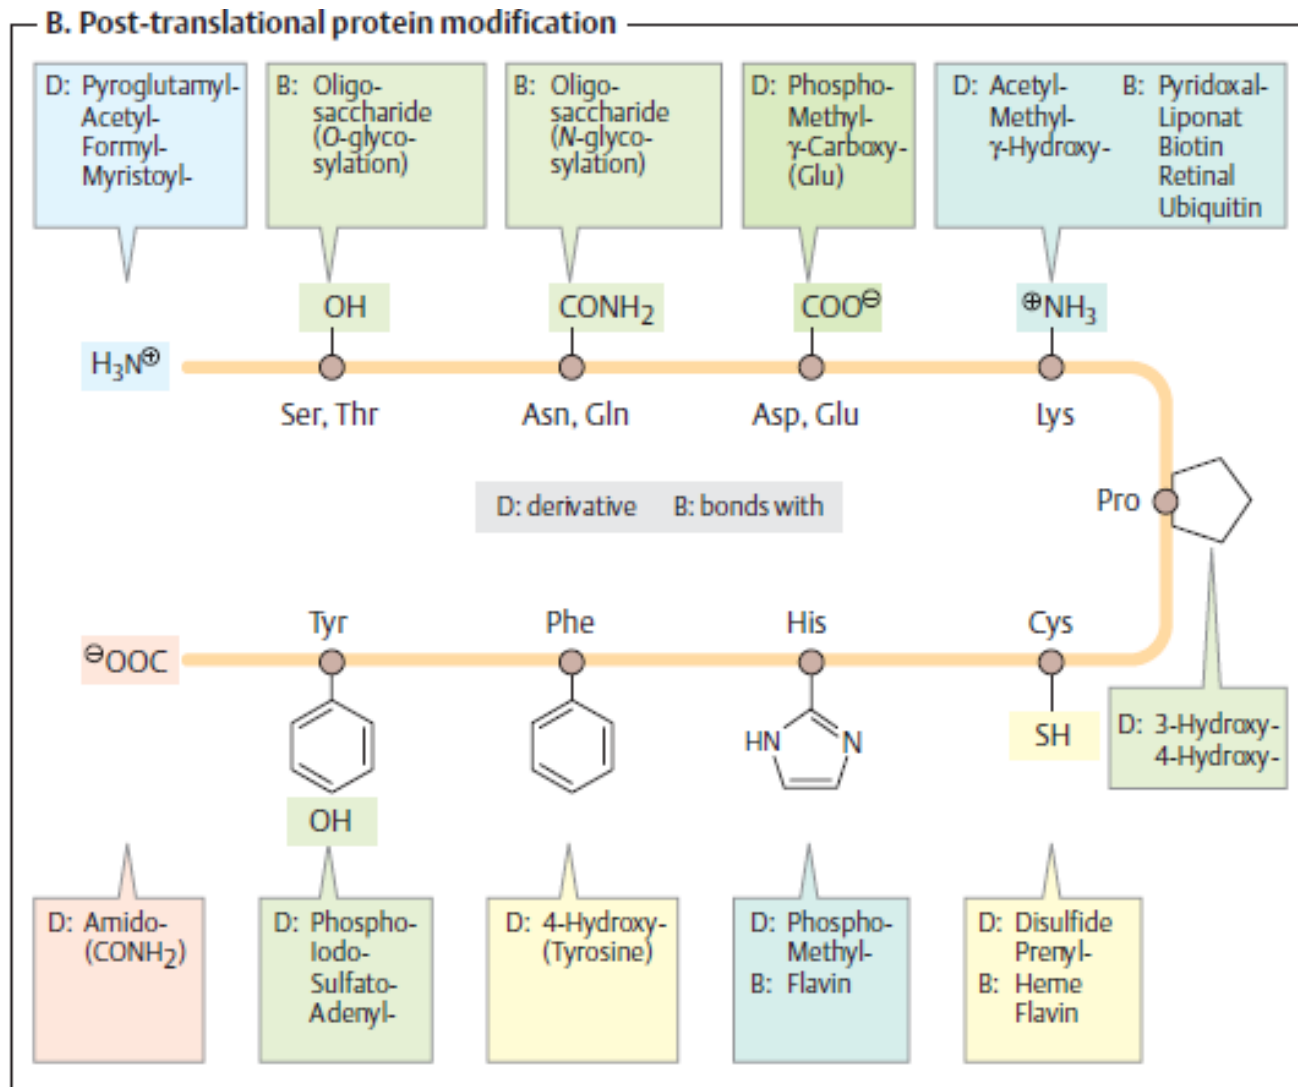 B. Post-translational protein modification
D: Pyroglutamyl-
Acetyl-
Formyl-
Myristoyl-
B: Oligo-
saccharide
(O-glyco-
sylation)
B: Oligo-
saccharide
(N-glyco-
sylation)
D: Phospho-
Methyl-
γ-Carboxy-
(Glu)
D: Acetyl-
Methyl-
γ-Hydroxy-
B: Pyridoxal-
Liponat
Biotin
Retinal
Ubiquitin
OH
CONH₂
COO⊖
⊕NH₃
H₃N⊕
Ser, Thr
Asn, Gln
Asp, Glu
Lys
D: derivative B: bonds with
Pro
Tyr
Phe
His
Cys
⊖OOC
HN
N
SH
D: 3-Hydroxy-
4-Hydroxy-
OH
D: Amido-
(CONH₂)
D: Phospho-
Iodo-
Sulfato-
Adenyl-
D: 4-Hydroxy-
(Tyrosine)
D: Phospho-
Methyl-
B: Flavin
D: Disulfide
Prenyl-
B: Heme
Flavin